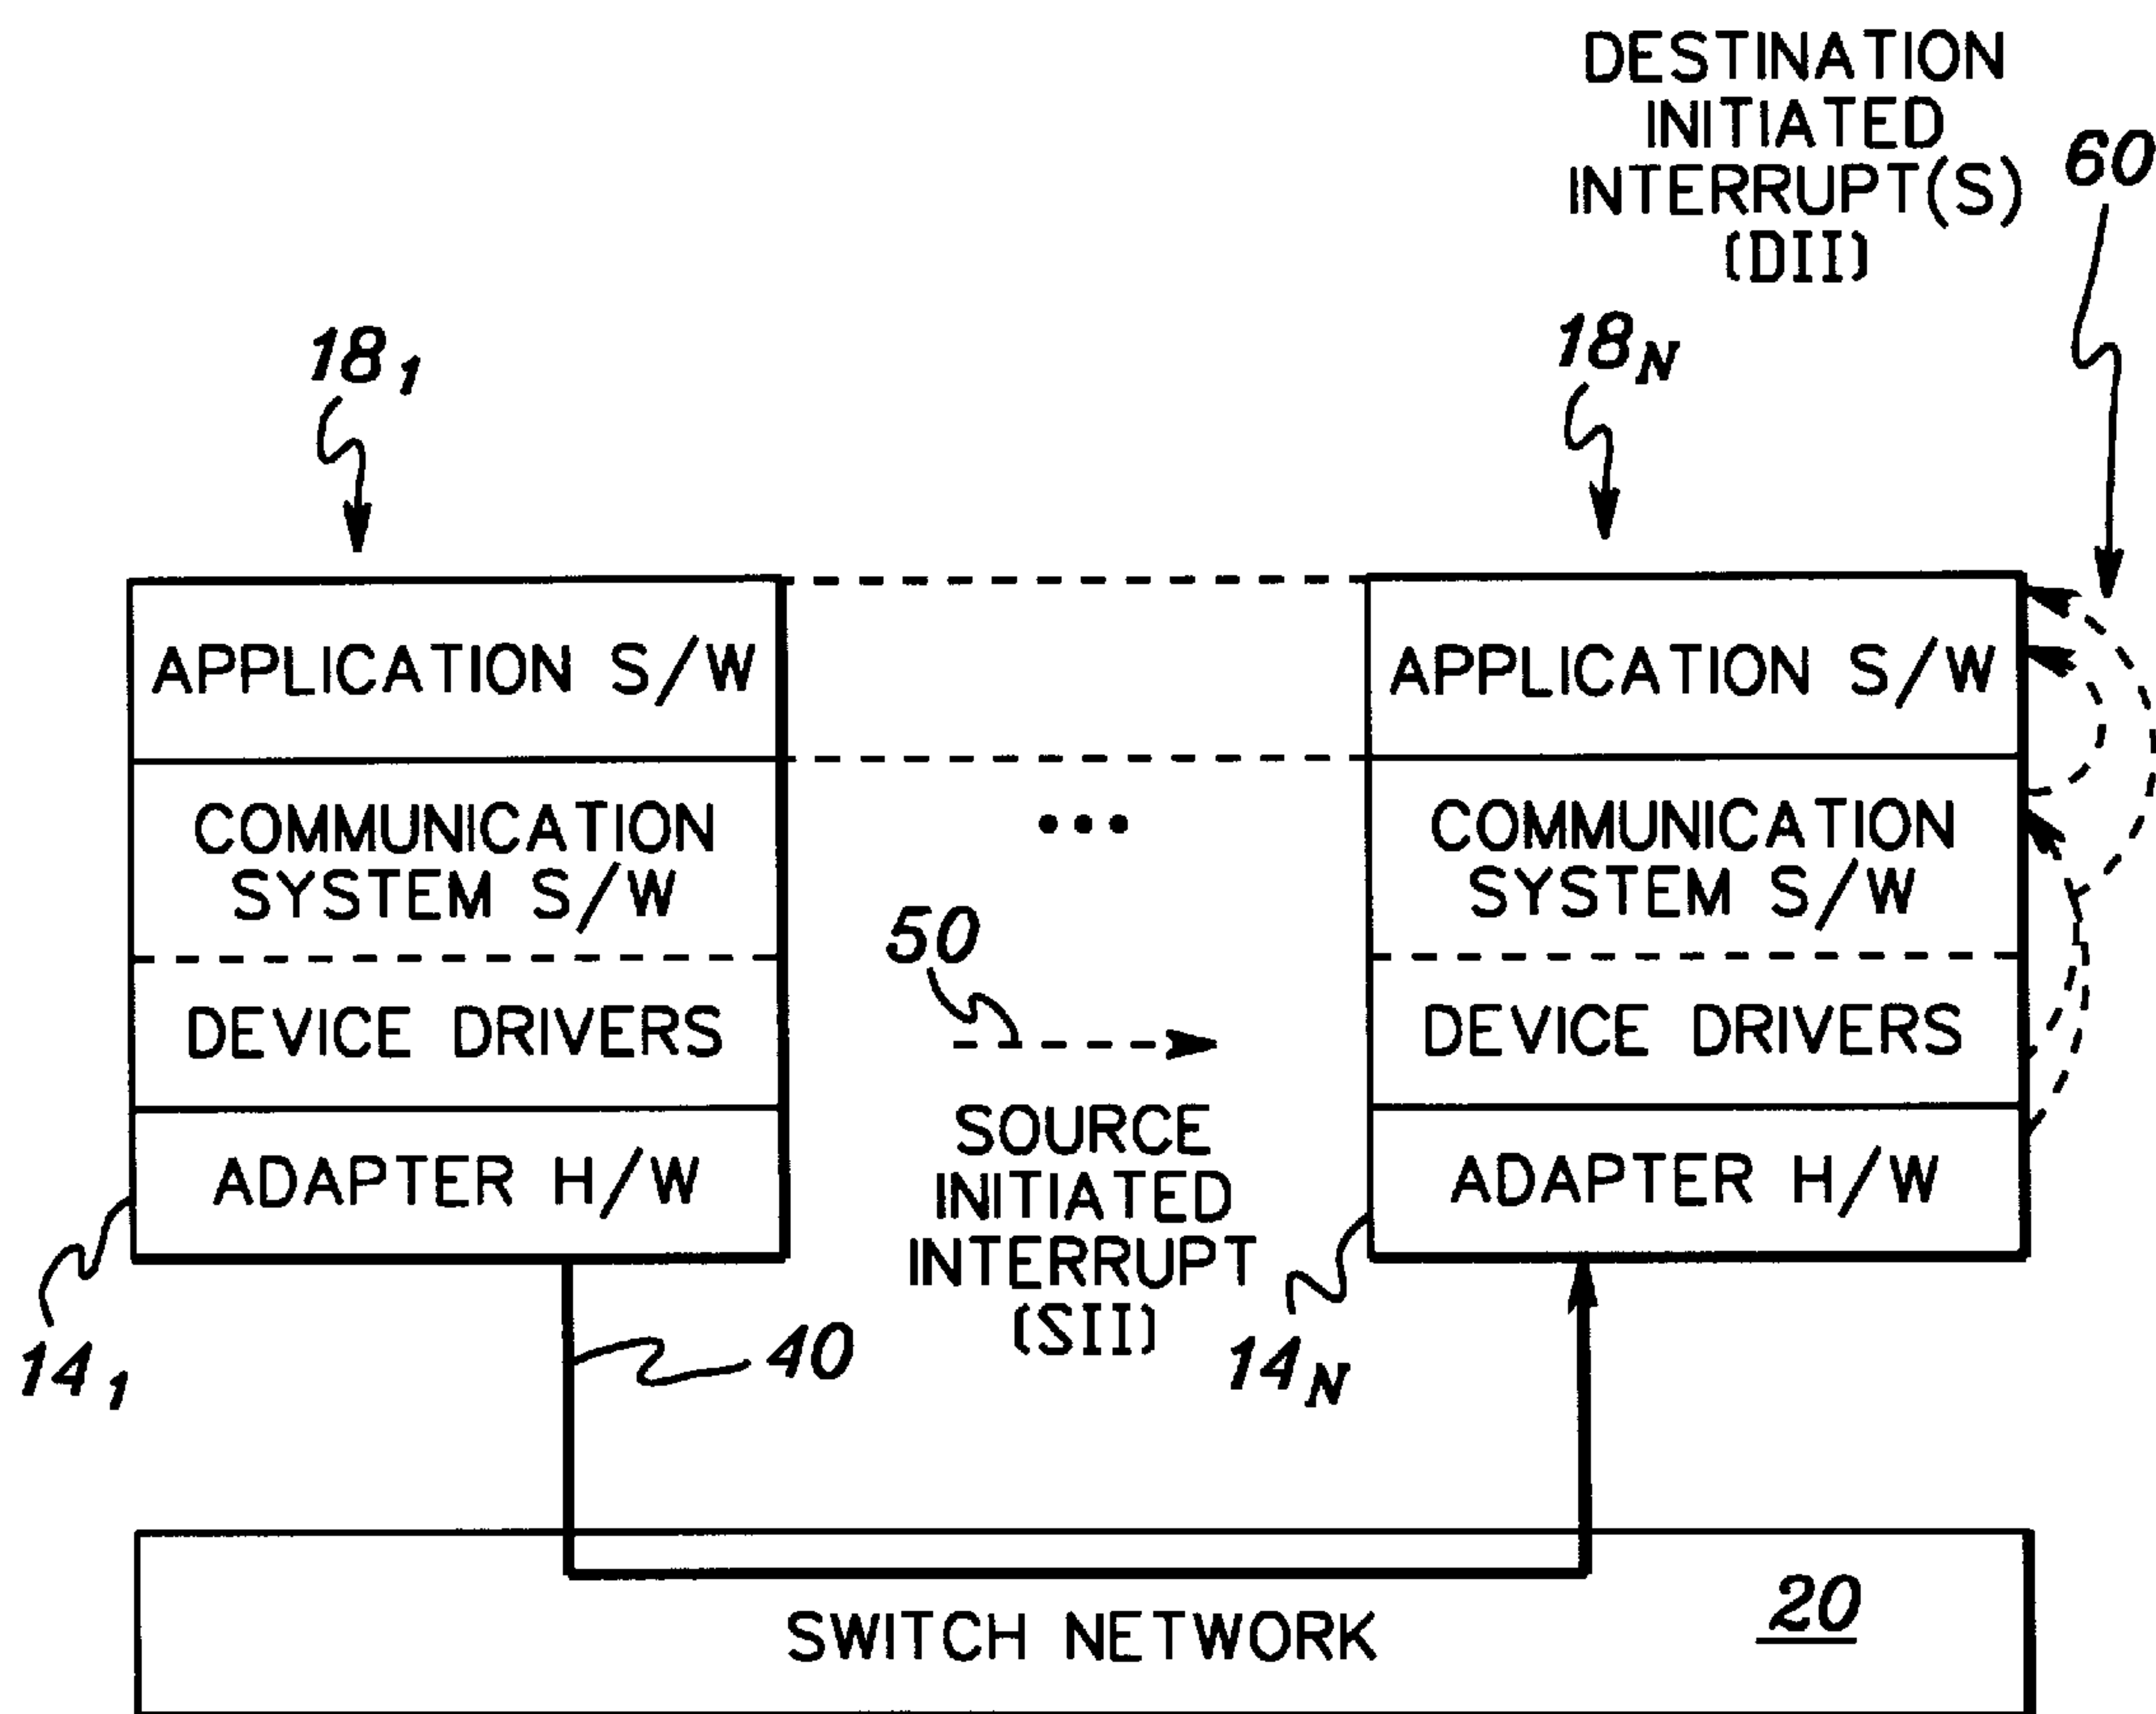 DESTINATION
INITIATED
INTERRUPT(S)
(DII)
60
18₁
18N
APPLICATION S/W
COMMUNICATION
SYSTEM S/W
DEVICE DRIVERS
ADAPTER H/W
14₁
•••
50
SOURCE
INITIATED
INTERRUPT
(SII)
40
APPLICATION S/W
COMMUNICATION
SYSTEM S/W
DEVICE DRIVERS
ADAPTER H/W
14N
SWITCH NETWORK
20